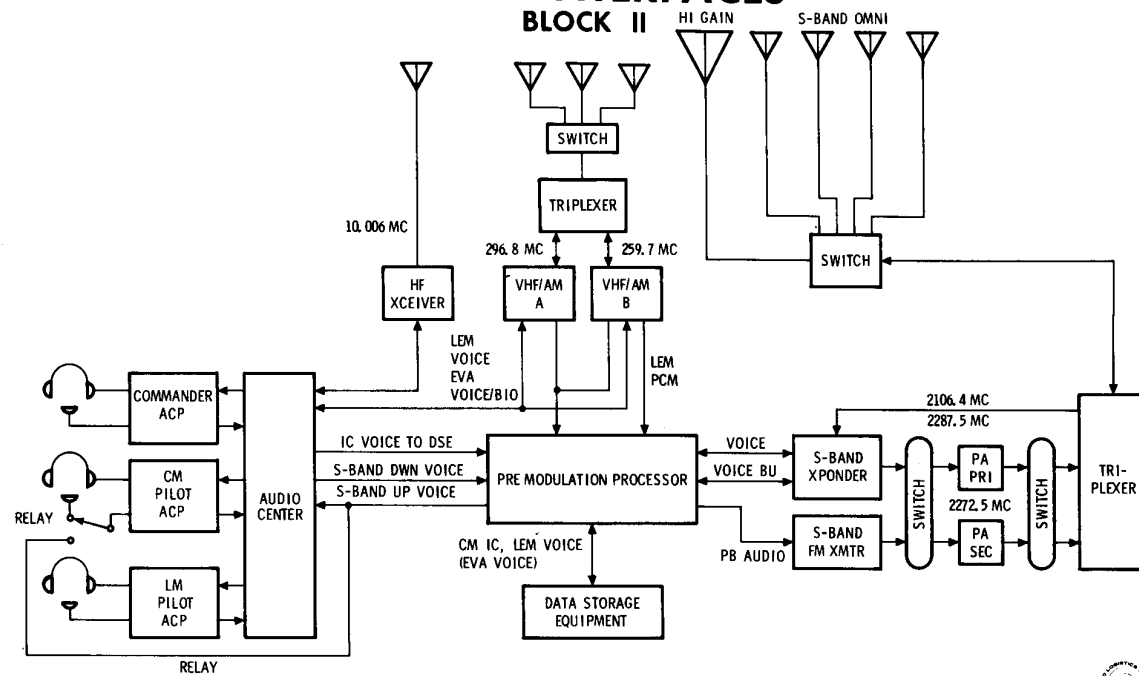 BLOCK II
HI GAIN
S-BAND OMNI
SWITCH
TRIPLEXER
10.006 MC
296.8 MC
259.7 MC
SWITCH
HF
XCEIVER
VHF/AM
A
VHF/AM
B
LEM
VOICE
EVA
VOICE/BIO
LEM
PCM
COMMANDER
ACP
2106.4 MC
2287.5 MC
IC VOICE TO DSE
S-BAND DWN VOICE
S-BAND UP VOICE
PRE MODULATION PROCESSOR
VOICE
VOICE BU
S-BAND
XPONDER
SWITCH
PA
PRI
2272.5 MC
PA
SEC
SWITCH
TRI-
PLEXER
CM
PILOT
ACP
AUDIO
CENTER
RELAY
S-BAND
FM XMTR
PB AUDIO
CM IC, LEM VOICE
(EVA VOICE)
LM
PILOT
ACP
DATA STORAGE
EQUIPMENT
RELAY